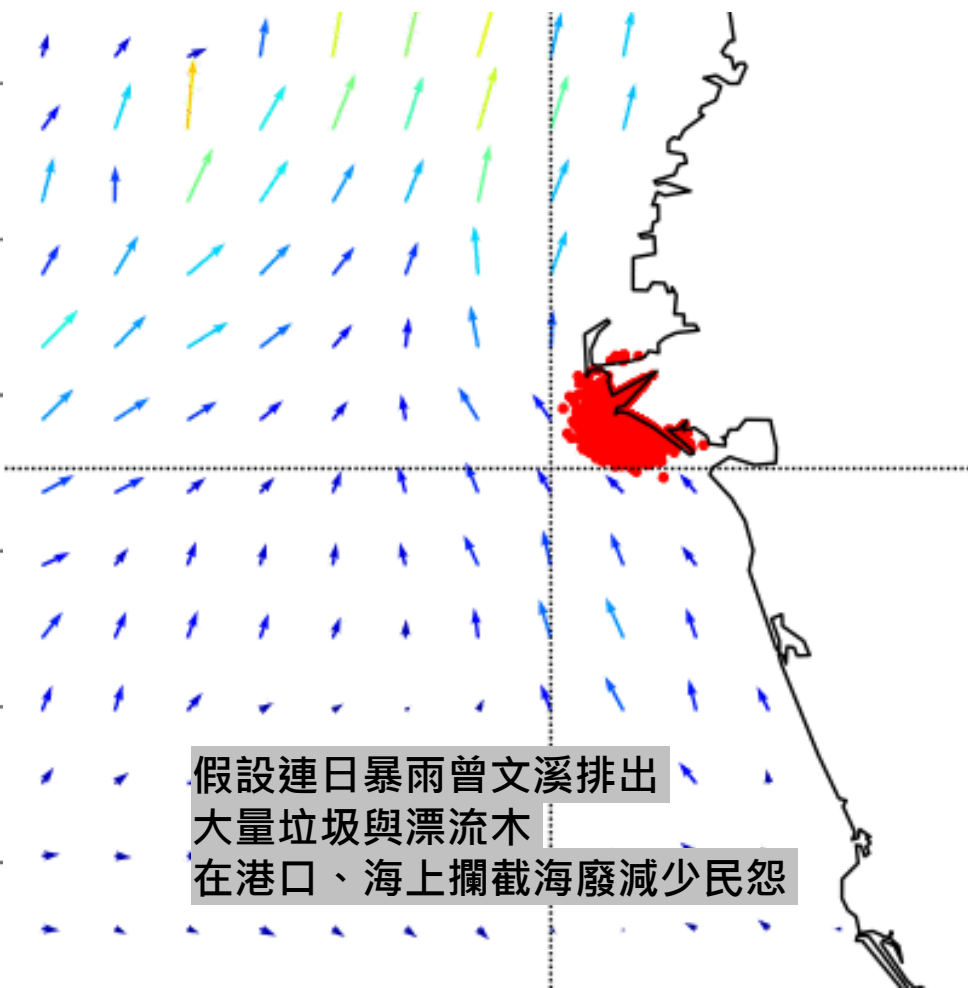 假設連日暴雨曾文溪排出
大量垃圾與漂流木
在港口、海上攔截海廢減少民怨